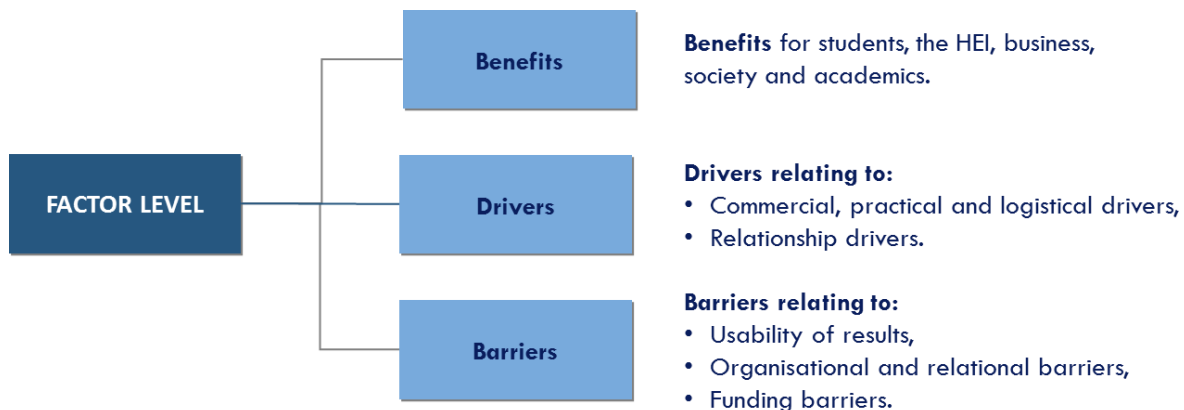 FACTOR LEVEL
Benefits
Benefits for students, the HEI, business,
society and academics.
Drivers
Drivers relating to:
• Commercial, practical and logistical drivers,
• Relationship drivers.
Barriers
Barriers relating to:
• Usability of results,
• Organisational and relational barriers,
• Funding barriers.